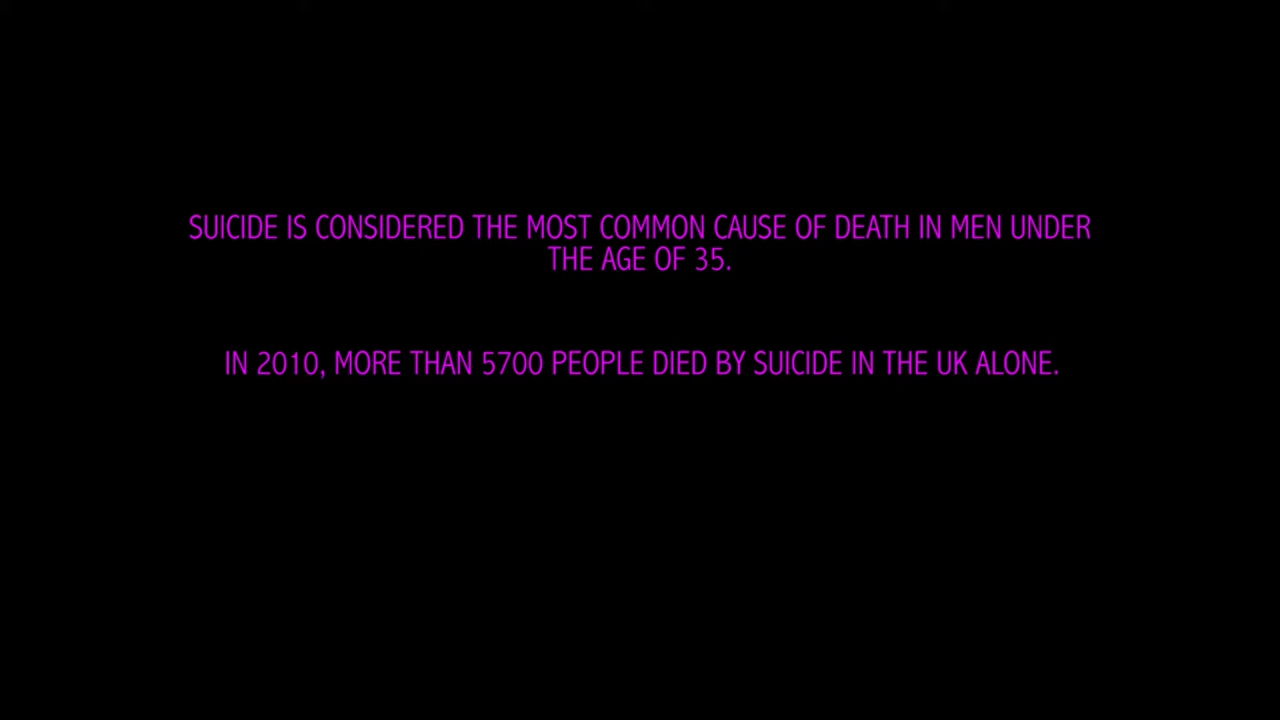 SUICIDE IS CONSIDERED THE MOST COMMON CAUSE OF DEATH IN MEN UNDER
THE AGE OF 35.
IN 2010, MORE THAN 5700 PEOPLE DIED BY SUICIDE IN THE UK ALONE.